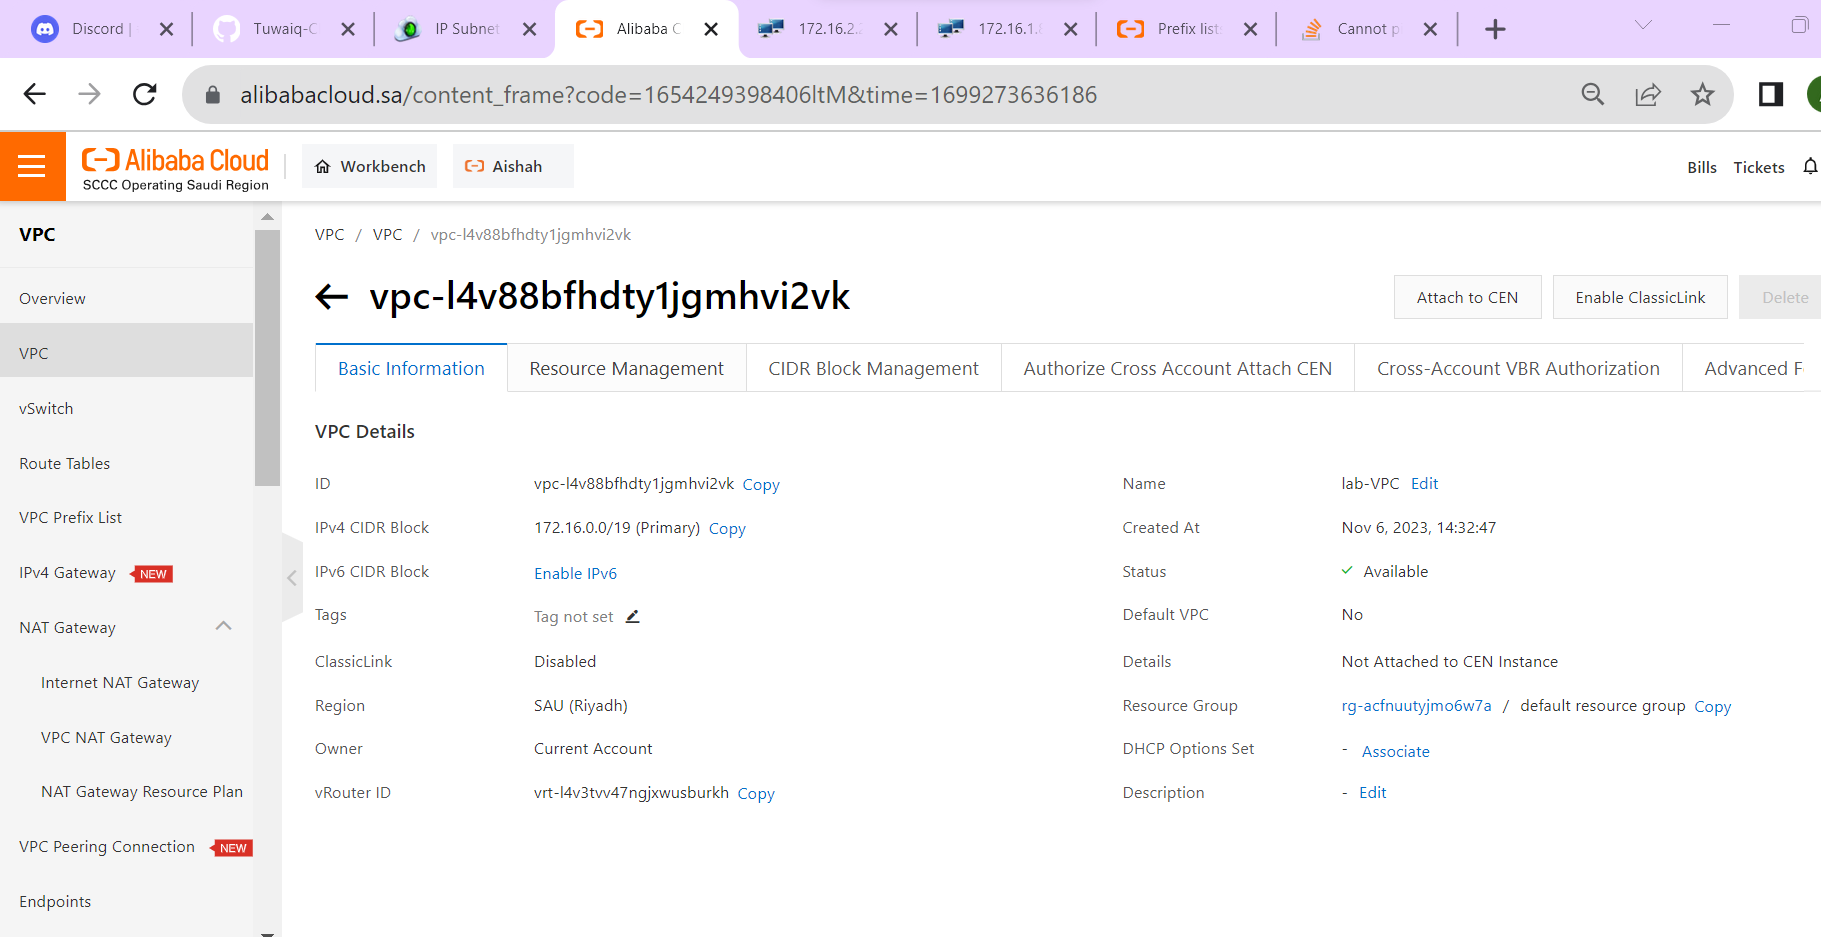 Discord |
Tuwaiq-C
IP Subnet
Alibaba C
172.16.2.2
172.16.1.8
Prefix list
Cannot p
alibabacloud.sa/content_frame?code=1654249398406ltM&time=1699273636186
Alibaba Cloud
SCCC Operating Saudi Region
Workbench
Aishah
Bills
Tickets
VPC
Overview
VPC
vSwitch
Route Tables
VPC Prefix List
IPv4 Gateway NEW
NAT Gateway
Internet NAT Gateway
VPC NAT Gateway
NAT Gateway Resource Plan
VPC Peering Connection NEW
Endpoints
VPC / VPC / vpc-l4v88bfhdty1jgmhvi2vk
vpc-l4v88bfhdty1jgmhvi2vk
Attach to CEN
Enable ClassicLink
Delete
Basic Information
Resource Management
CIDR Block Management
Authorize Cross Account Attach CEN
Cross-Account VBR Authorization
Advanced F
VPC Details
ID vpc-l4v88bfhdty1jgmhvi2vk Copy
Name lab-VPC Edit
IPv4 CIDR Block 172.16.0.0/19 (Primary) Copy
Created At Nov 6, 2023, 14:32:47
IPv6 CIDR Block Enable IPv6
Status Available
Tags Tag not set
Default VPC No
ClassicLink Disabled
Details Not Attached to CEN Instance
Region SAU (Riyadh)
Resource Group rg-acfnuutyjmo6w7a / default resource group Copy
Owner Current Account
DHCP Options Set - Associate
vRouter ID vrt-l4v3tvv47ngjxwusburkh Copy
Description - Edit